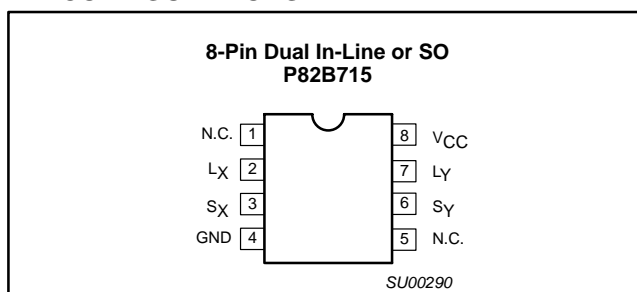 8-Pin Dual In-Line or SO
P82B715
N.C. 1 8 VCC
LX 2 7 LY
SX 3 6 SY
GND 4 5 N.C.
SU00290